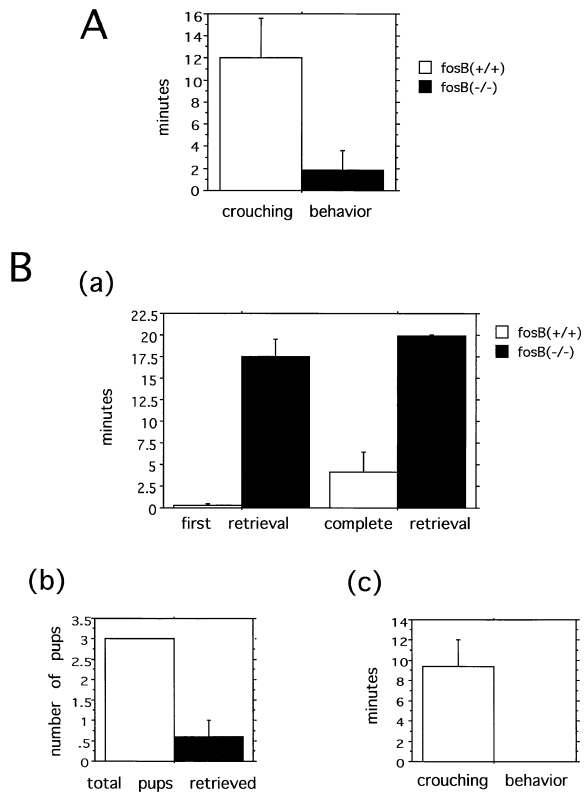 A
minutes
16
14
12
10
8
6
4
2
0
crouching behavior
fosB(+/+)
fosB(-/-)
B
(a)
minutes
22.5
20
17.5
15
12.5
10
7.5
5
2.5
0
first retrieval complete retrieval
fosB(+/+)
fosB(-/-)
(b)
number of pups
3.5
3
2.5
2
1.5
1
.5
0
total pups retrieved
(c)
minutes
14
12
10
8
6
4
2
0
crouching behavior